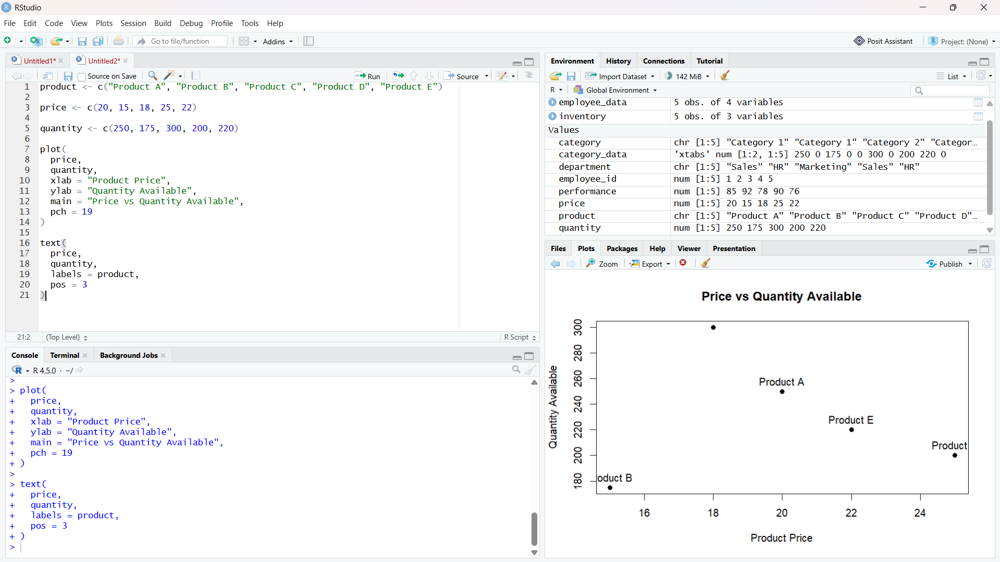 RStudio
File Edit Code View Plots Session Build Debug Profile Tools Help
Go to file/function Addins Posit Assistant Project: (None)
Untitled1* Untitled2*
Source on Save Run Source
1 product <- c("Product A", "Product B", "Product C", "Product D", "Product E")
2
3 price <- c(20, 15, 18, 25, 22)
4
5 quantity <- c(250, 175, 300, 200, 220)
6
7 plot(
8 price,
9 quantity,
10 xlab = "Product Price",
11 ylab = "Quantity Available",
12 main = "Price vs Quantity Available",
13 pch = 19
14 )
15
16 text(
17 price,
18 quantity,
19 labels = product,
20 pos = 3
21 )
21:2 (Top Level) R Script
Console Terminal Background Jobs
R 4.5.0 · ~/
>
> plot(
+ price,
+ quantity,
+ xlab = "Product Price",
+ ylab = "Quantity Available",
+ main = "Price vs Quantity Available",
+ pch = 19
+ )
>
> text(
+ price,
+ quantity,
+ labels = product,
+ pos = 3
+ )
>
Environment History Connections Tutorial
Import Dataset 142 MiB List
R Global Environment
employee_data 5 obs. of 4 variables
inventory 5 obs. of 3 variables
Values
category chr [1:5] "Category 1" "Category 1" "Category 2" "Categor...
category_data 'xtabs' num [1:2, 1:5] 250 0 175 0 0 300 0 200 220 0
department chr [1:5] "Sales" "HR" "Marketing" "Sales" "HR"
employee_id num [1:5] 1 2 3 4 5
performance num [1:5] 85 92 78 90 76
price num [1:5] 20 15 18 25 22
product chr [1:5] "Product A" "Product B" "Product C" "Product D"...
quantity num [1:5] 250 175 300 200 220
Files Plots Packages Help Viewer Presentation
Zoom Export Publish
Price vs Quantity Available
Quantity Available
300
280
260
240
220
200
180
Product A
Product E
Product
oduct B
16 18 20 22 24
Product Price